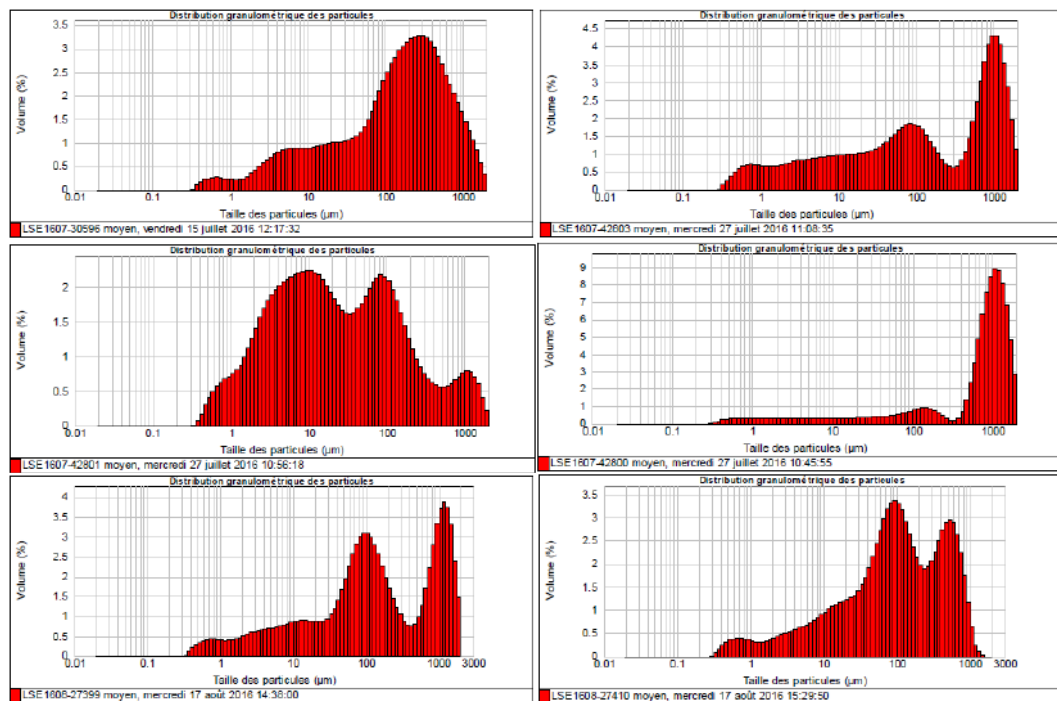 Distribution granulométrique des particules
Volume (%)
3.5
3
2.5
2
1.5
1
0.5
0
0.01 0.1 1 10 100 1000
Taille des particules (µm)
LSE1607-30596 moyen, vendredi 15 juillet 2016 12:17:32
Distribution granulométrique des particules
Volume (%)
4.5
4
3.5
3
2.5
2
1.5
1
0.5
0
0.01 0.1 1 10 100 1000
Taille des particules (µm)
LSE1607-42803 moyen, mercredi 27 juillet 2016 11:08:35
Distribution granulométrique des particules
Volume (%)
2
1.5
1
0.5
0
0.01 0.1 1 10 100 1000
Taille des particules (µm)
LSE1607-42801 moyen, mercredi 27 juillet 2016 10:56:18
Distribution granulométrique des particules
Volume (%)
9
8
7
6
5
4
3
2
1
0
0.01 0.1 1 10 100 1000
Taille des particules (µm)
LSE1607-42800 moyen, mercredi 27 juillet 2016 10:45:55
Distribution granulométrique des particules
Volume (%)
4
3.5
3
2.5
2
1.5
1
0.5
0
0.01 0.1 1 10 100 1000 3000
Taille des particules (µm)
LSE1608-27399 moyen, mercredi 17 août 2016 14:38:00
Distribution granulométrique des particules
Volume (%)
3.5
3
2.5
2
1.5
1
0.5
0
0.01 0.1 1 10 100 1000 3000
Taille des particules (µm)
LSE1608-27410 moyen, mercredi 17 août 2016 15:29:50